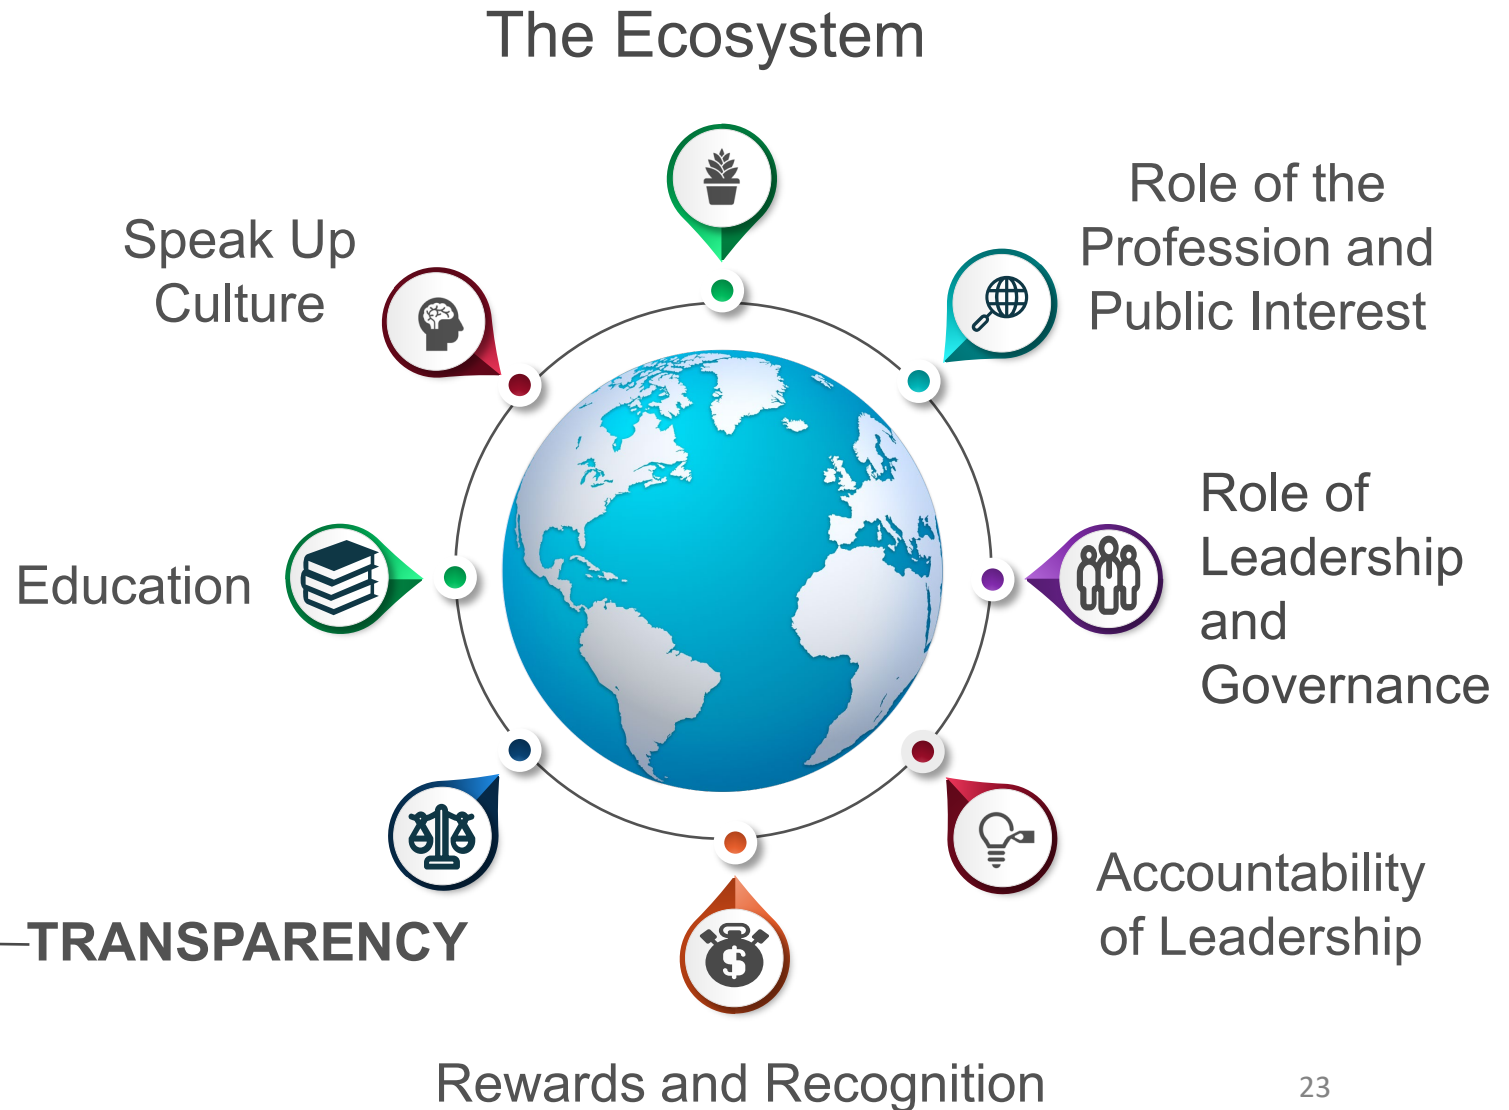 The Ecosystem
Role of the
Profession and
Public Interest
Speak Up
Culture
Role of
Leadership
and
Governance
Education
$
Accountability
of Leadership
TRANSPARENCY
Rewards and Recognition
23